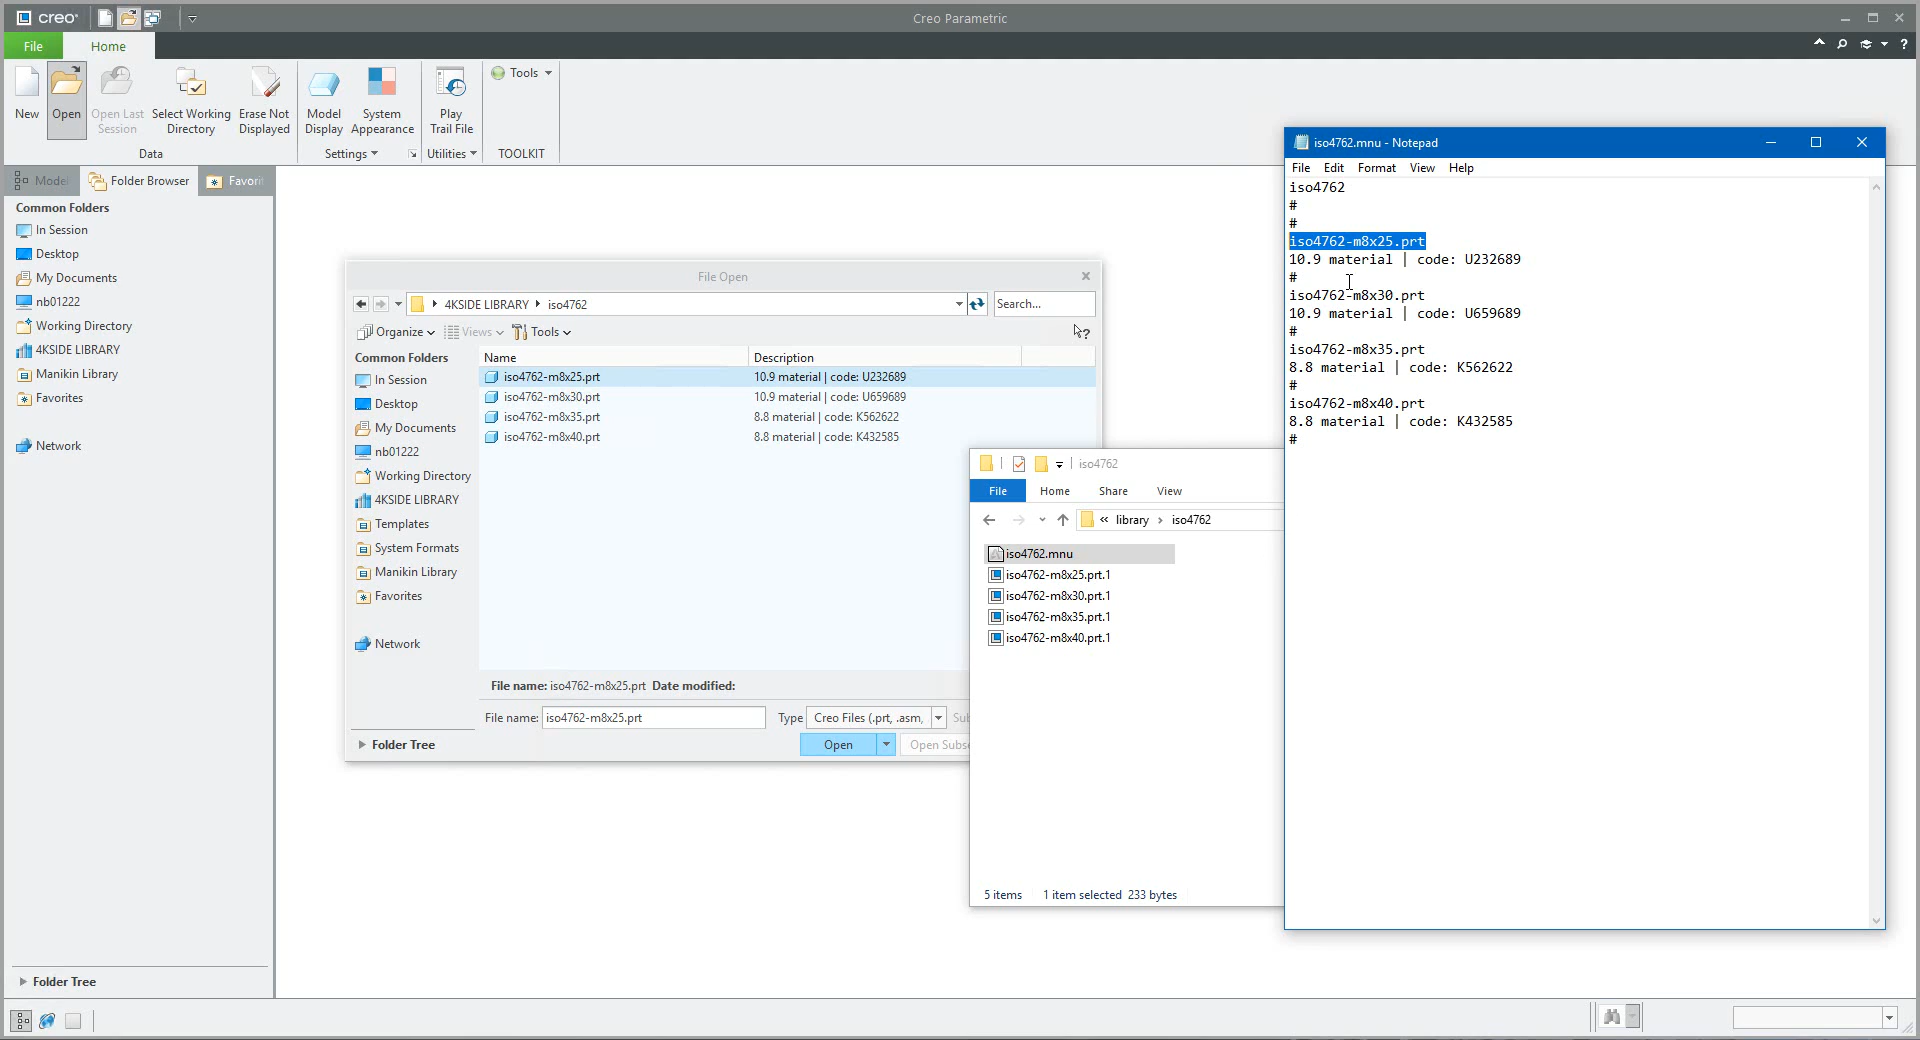 creo
Creo Parametric
File
Home
New
Open
Open Last Session
Select Working Directory
Erase Not Displayed
Model Display
System Appearance
Play Trail File
Tools
Data
Settings
Utilities
TOOLKIT
Mode
Folder Browser
Favori
Common Folders
In Session
Desktop
My Documents
nb01222
Working Directory
4KSIDE LIBRARY
Manikin Library
Favorites
Network
Folder Tree
File Open
4KSIDE LIBRARY
iso4762
Search...
Organize
Views
Tools
Common Folders
In Session
Desktop
My Documents
nb01222
Working Directory
4KSIDE LIBRARY
Templates
System Formats
Manikin Library
Favorites
Network
Folder Tree
Name Description
iso4762-m8x25.prt 10.9 material | code: U232689
iso4762-m8x30.prt 10.9 material | code: U659689
iso4762-m8x35.prt 8.8 material | code: K562622
iso4762-m8x40.prt 8.8 material | code: K432585
File name: iso4762-m8x25.prt Date modified:
File name: iso4762-m8x25.prt Type Creo Files (.prt, .asm, Sub
Open Open Subse
iso4762
File Home Share View
« library › iso4762
iso4762.mnu
iso4762-m8x25.prt.1
iso4762-m8x30.prt.1
iso4762-m8x35.prt.1
iso4762-m8x40.prt.1
5 items 1 item selected 233 bytes
iso4762.mnu - Notepad
File Edit Format View Help
iso4762
#
#
iso4762-m8x25.prt
10.9 material | code: U232689
#
iso4762-m8x30.prt
10.9 material | code: U659689
#
iso4762-m8x35.prt
8.8 material | code: K562622
#
iso4762-m8x40.prt
8.8 material | code: K432585
#